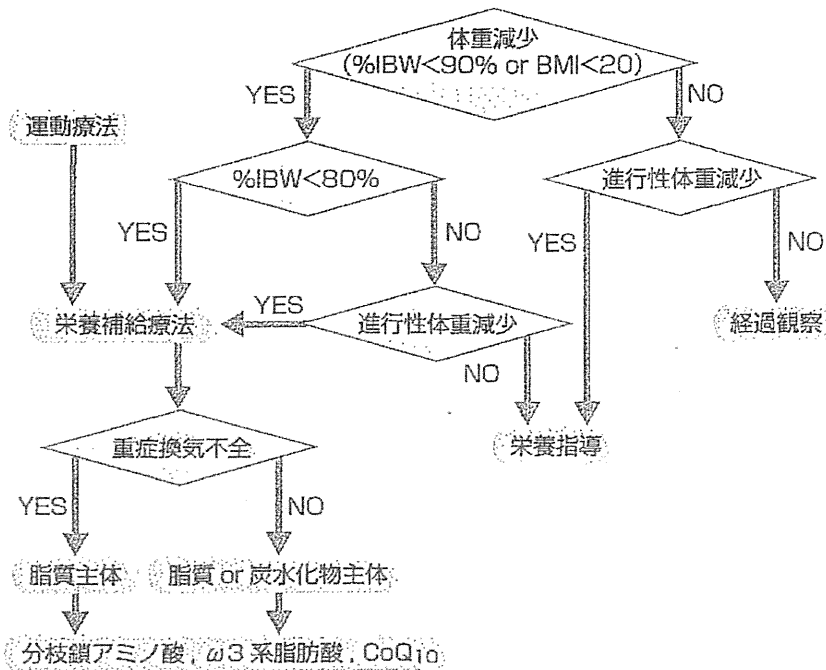 体重減少
(%IBW<90% or BMI<20)
YES
NO
運動療法
%IBW<80%
進行性体重減少
YES
NO
YES
NO
栄養補給療法
YES
進行性体重減少
経過観察
NO
重症換気不全
栄養指導
YES
NO
脂質主体
脂質 or 炭水化物主体
分枝鎖アミノ酸, ω3系脂肪酸, CoQ10